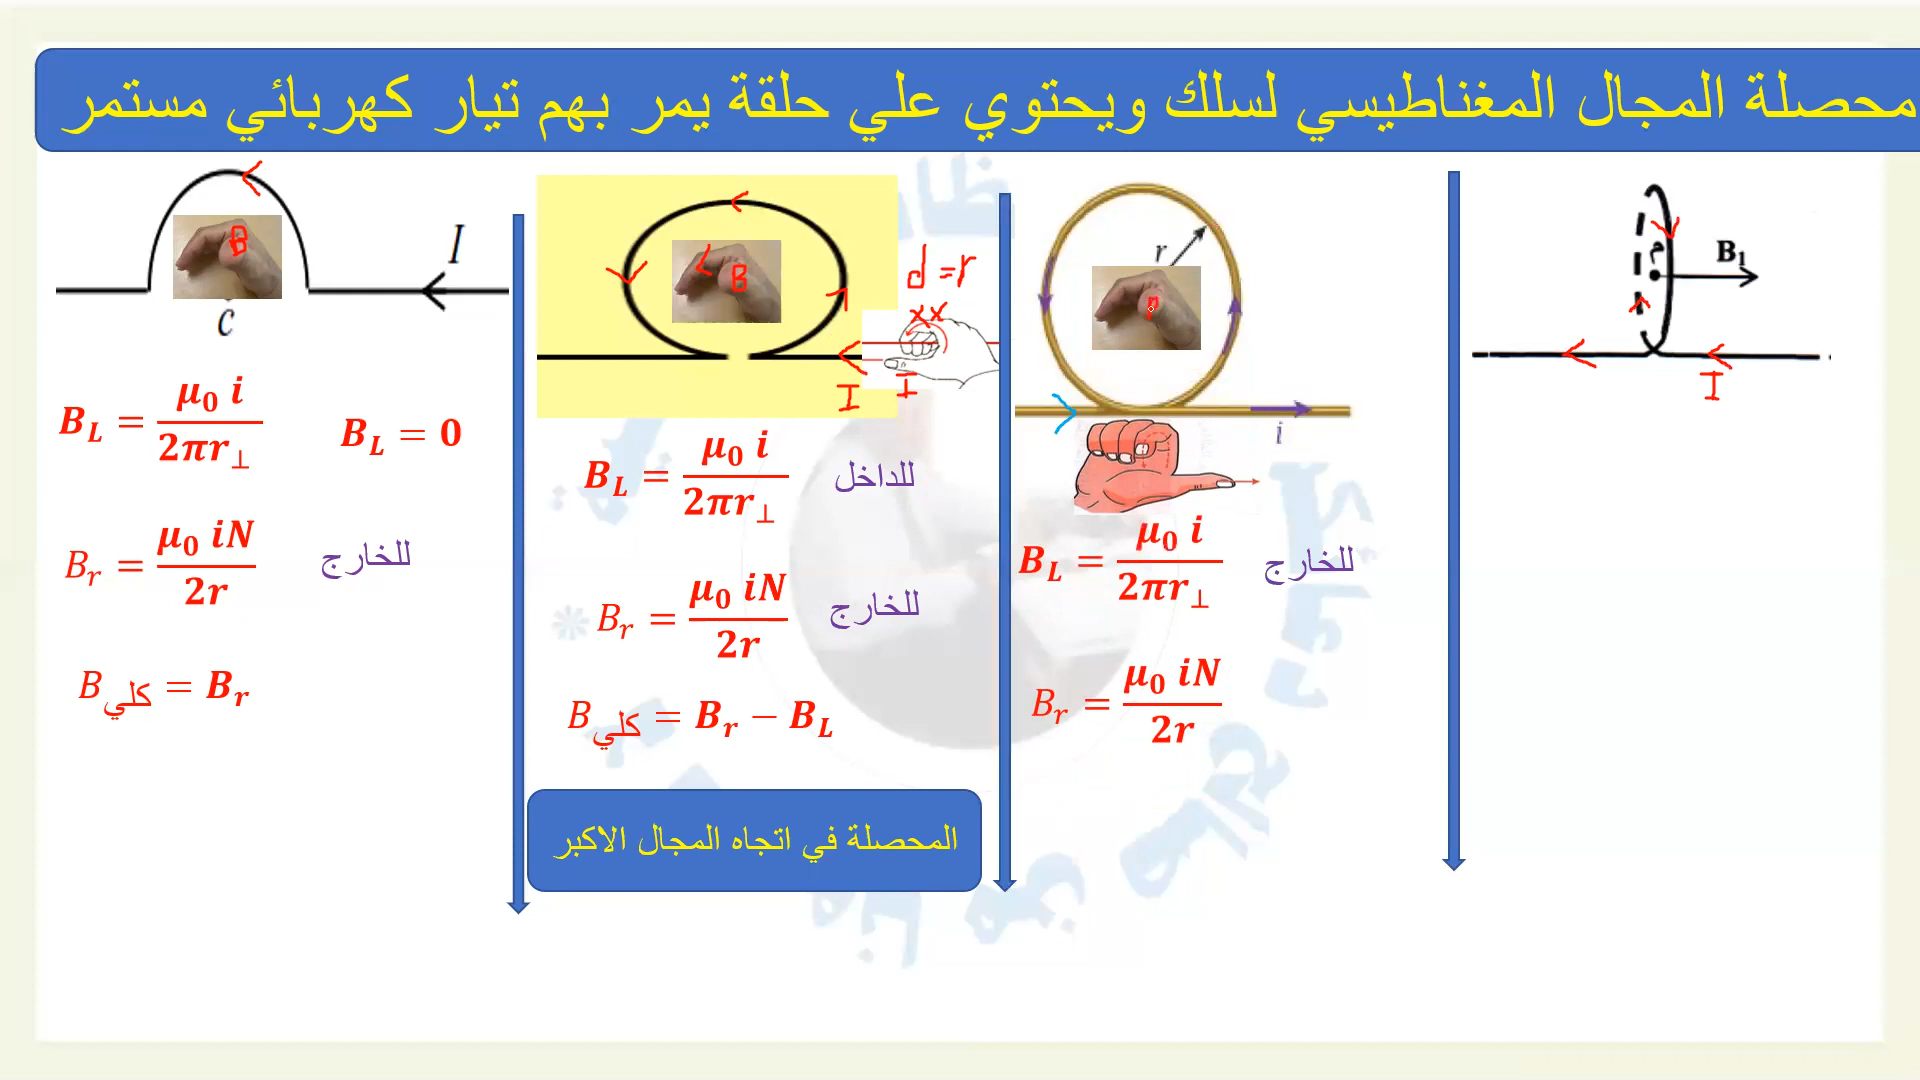 محصلة المجال المغناطيسي لسلك ويحتوي علي حلقة يمر بهم تيار كهربائي مستمر
I
B
C
B_L = μ₀ i / 2πr⊥
B_L = 0
B_r = μ₀ iN / 2r
للخارج
B كلي = B_r
B
d = r
x x
I
I
B_L = μ₀ i / 2πr⊥
للداخل
B_r = μ₀ iN / 2r
للخارج
B كلي = B_r − B_L
المحصلة في اتجاه المجال الاكبر
r
i
B_L = μ₀ i / 2πr⊥
للخارج
B_r = μ₀ iN / 2r
م
B₁
I